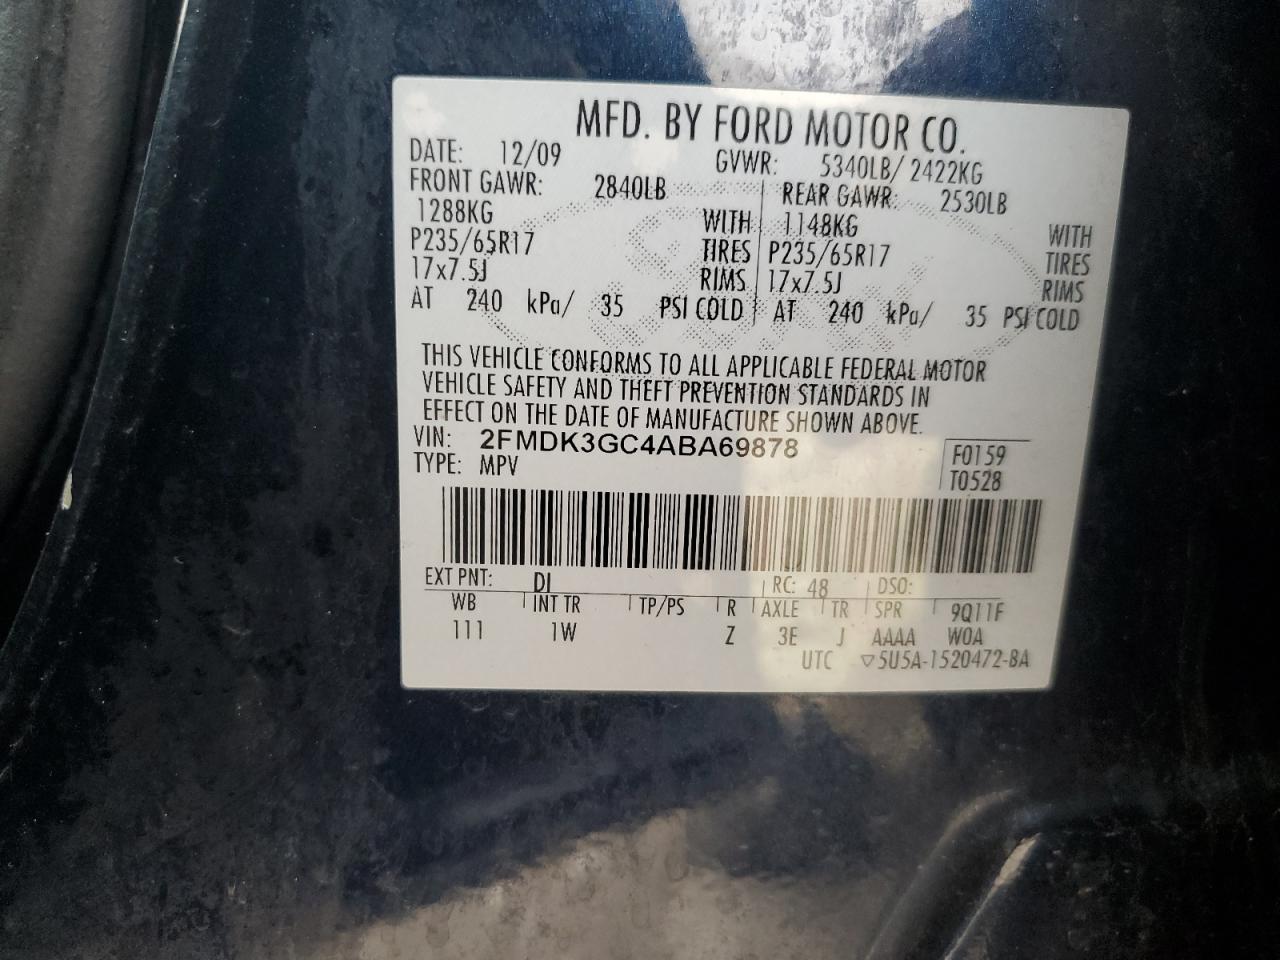 MFD. BY FORD MOTOR CO.
DATE: 12/09 GVWR: 5340LB/ 2422KG
FRONT GAWR: 2840LB REAR GAWR: 2530LB
1288KG WITH 1148KG WITH
P235/65R17 TIRES P235/65R17 TIRES
17x7.5J RIMS 17x7.5J RIMS
AT 240 kPa/ 35 PSI COLD AT 240 kPa/ 35 PSI COLD
THIS VEHICLE CONFORMS TO ALL APPLICABLE FEDERAL MOTOR
VEHICLE SAFETY AND THEFT PREVENTION STANDARDS IN
EFFECT ON THE DATE OF MANUFACTURE SHOWN ABOVE.
VIN: 2FMDK3GC4ABA69878 F0159
TYPE: MPV T0528
EXT PNT: DI RC: 48 DSO:
WB INT TR TP/PS R AXLE TR SPR 9Q11F
111 1W Z 3E J AAAA WOA
UTC ▽5U5A-1520472-BA